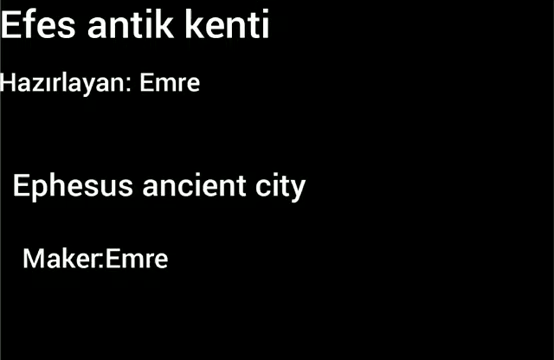 Efes antik kenti
Hazırlayan: Emre
Ephesus ancient city
Maker:Emre